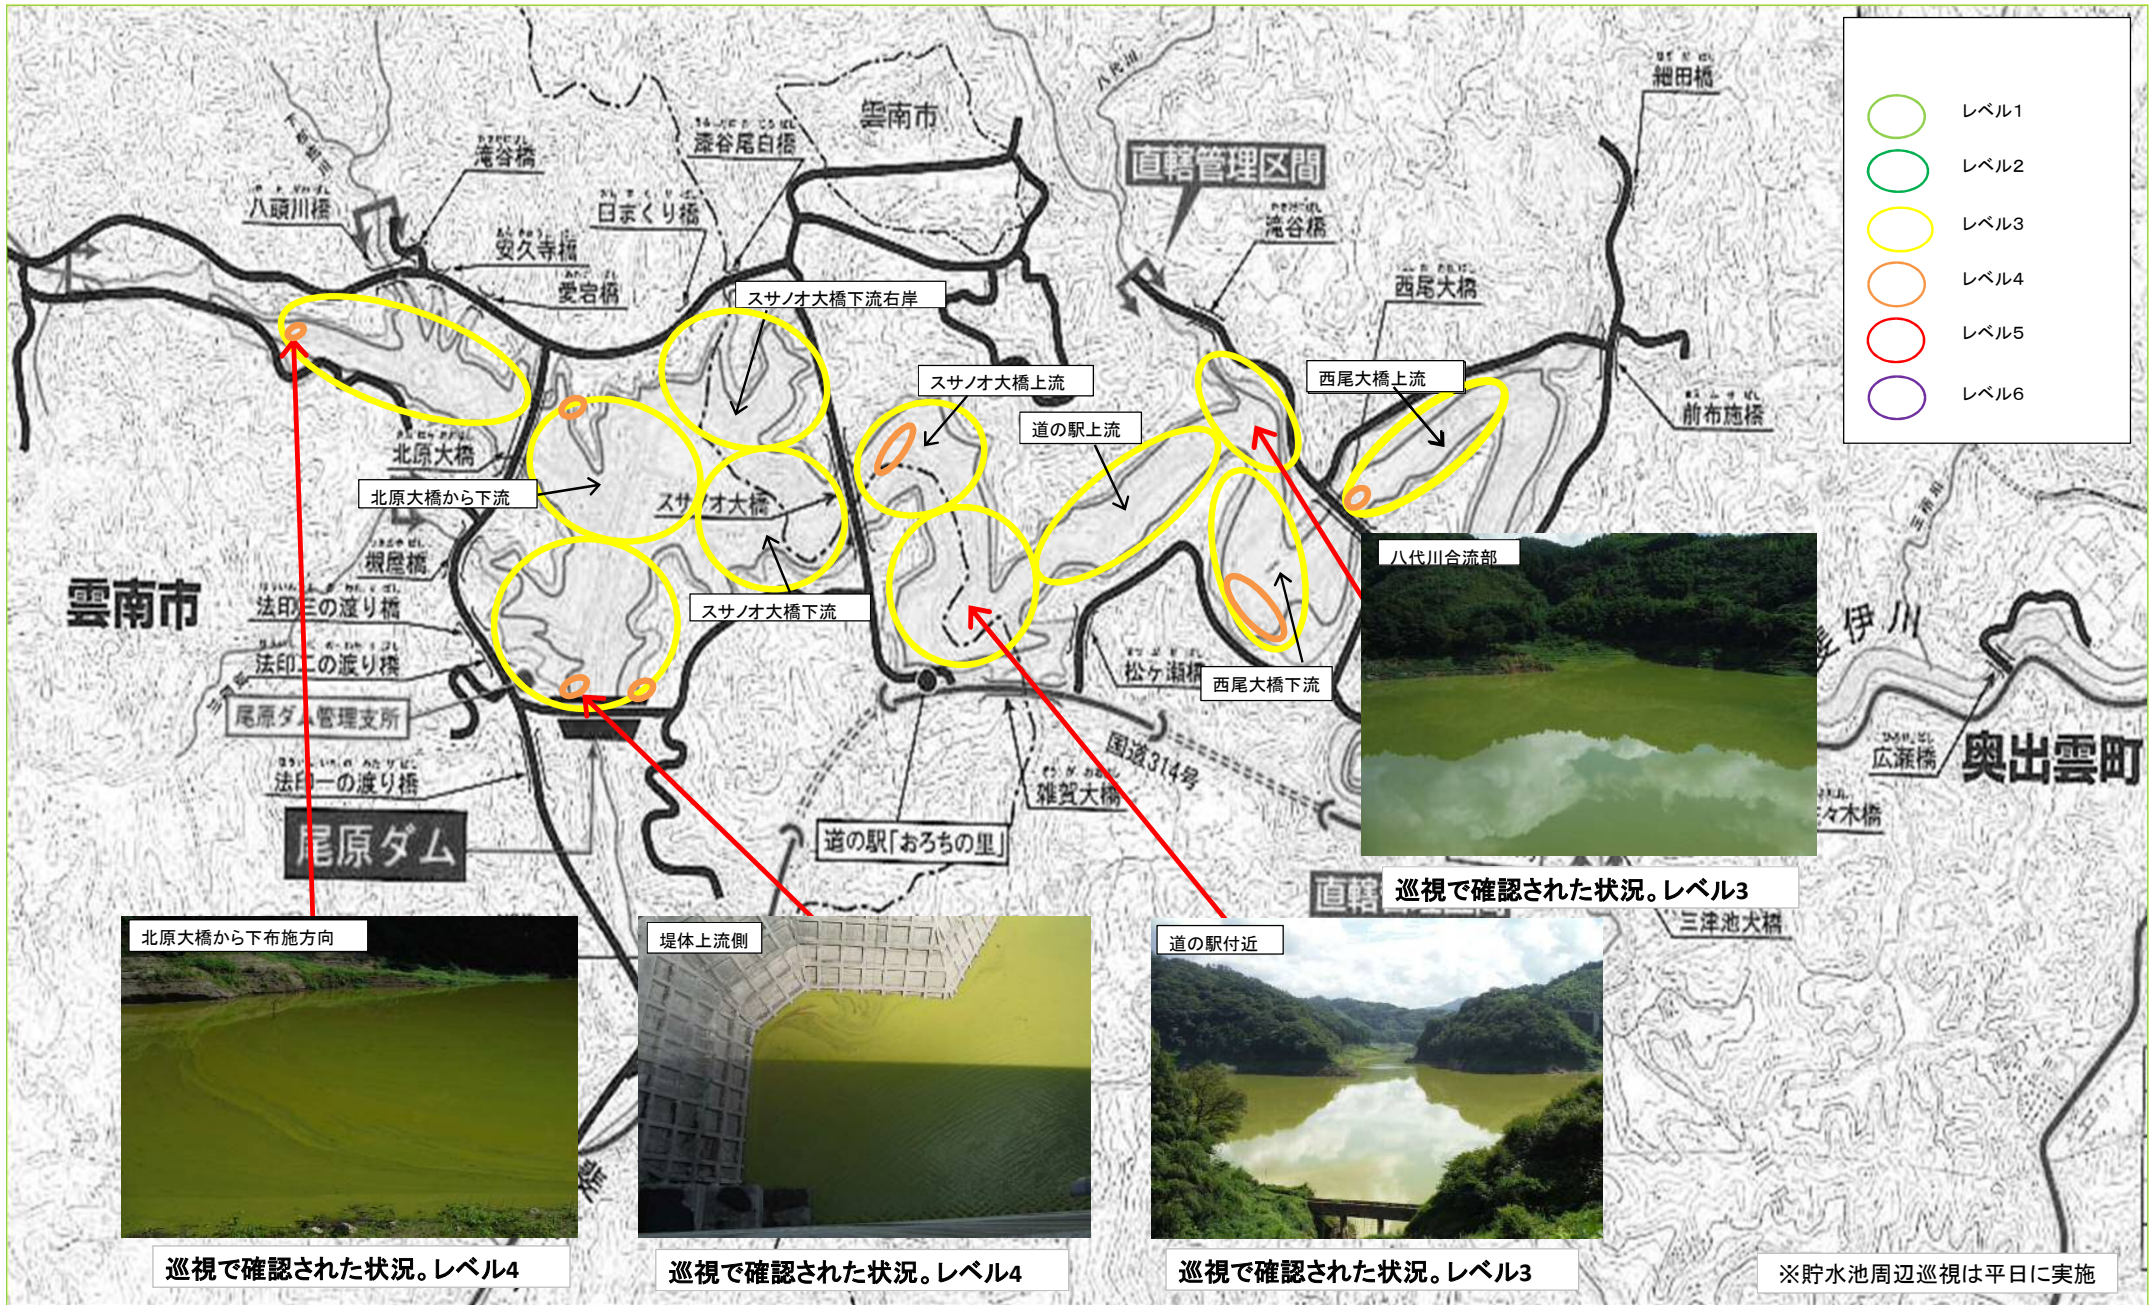 雲南市
八代川
細田橋
滝谷橋
漆谷尾白橋
直轄管理区間
八頭川橋
日まくり橋
滝谷橋
安久寺橋
愛宕橋
西尾大橋
スサノオ大橋下流右岸
スサノオ大橋上流
西尾大橋上流
道の駅上流
前布施橋
北原大橋
北原大橋から下流
スサノオ大橋
槻屋橋
雲南市
法印三の渡り橋
スサノオ大橋下流
法印二の渡り橋
松ヶ瀬橋
西尾大橋下流
尾原ダム管理支所
国道314号
法印一の渡り橋
雑賀大橋
尾原ダム
道の駅「おろちの里」
伊川
広瀬橋
奥出雲町
々木橋
直轄
三津池大橋
レベル1
レベル2
レベル3
レベル4
レベル5
レベル6
八代川合流部
巡視で確認された状況。レベル3
北原大橋から下布施方向
巡視で確認された状況。レベル4
堤体上流側
巡視で確認された状況。レベル4
道の駅付近
巡視で確認された状況。レベル3
※貯水池周辺巡視は平日に実施